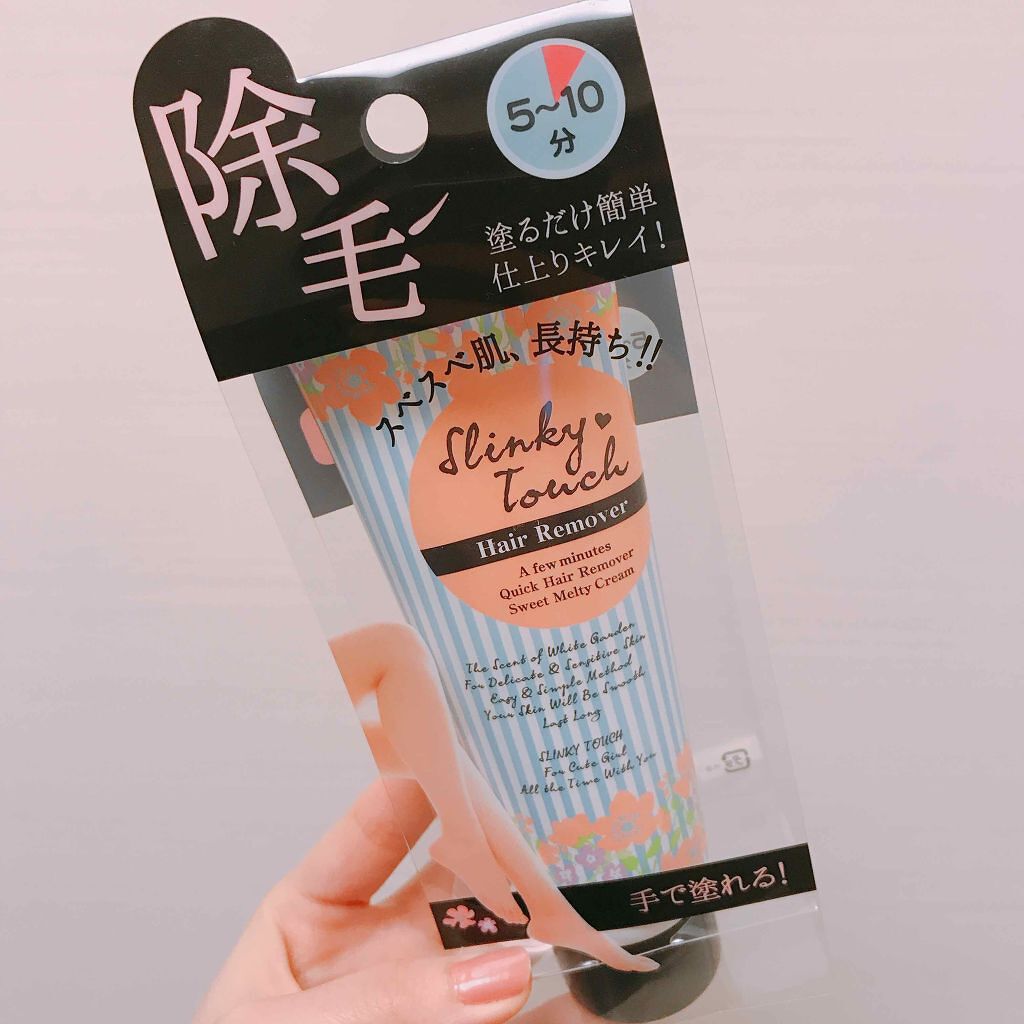 除毛
5~10
分
塗るだけ簡単
仕上りキレイ!
スベスベ肌、長持ち!!
Slinky
Touch
Hair Remover
A few minutes
Quick Hair Remover
Sweet Melty Cream
The Scent of White Garden
For Delicate & Sensitive Skin
Easy & Simple Method
Your Skin Will Be Smooth
Last Long
SLINKY TOUCH
For Cute Girl
All the Time With You
手で塗れる!